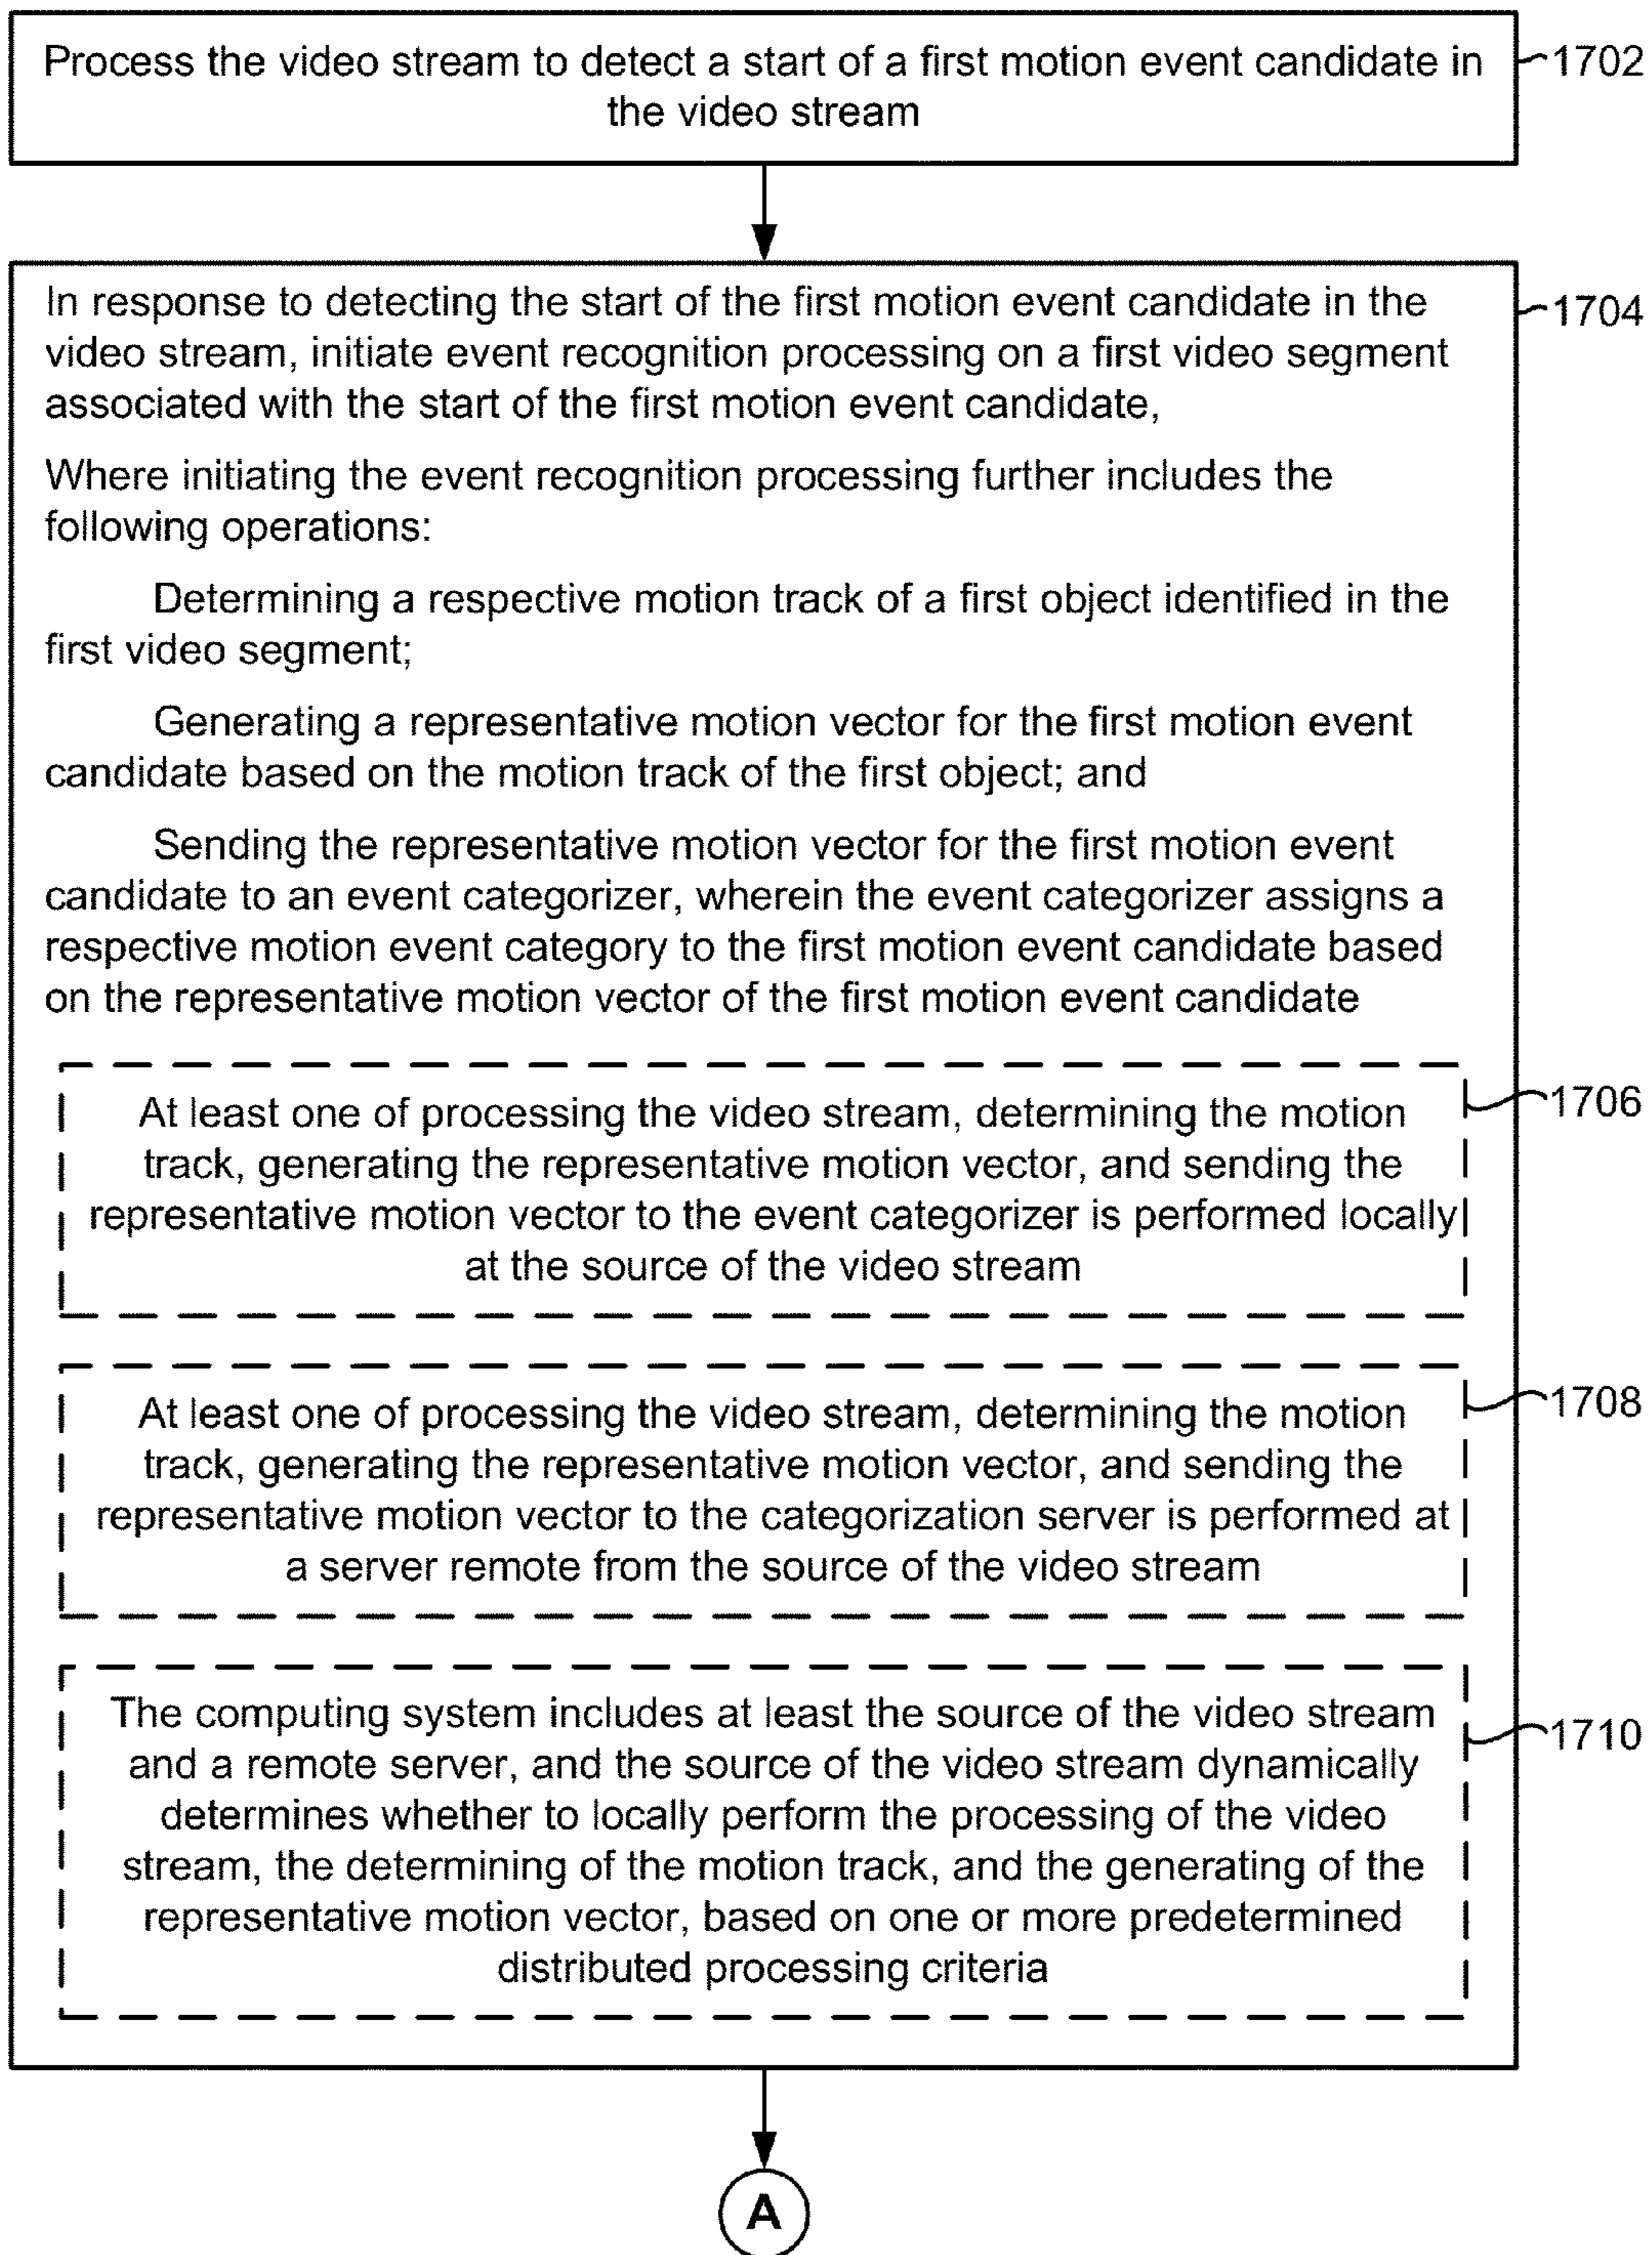 Process the video stream to detect a start of a first motion event candidate in
the video stream
1702
In response to detecting the start of the first motion event candidate in the
video stream, initiate event recognition processing on a first video segment
associated with the start of the first motion event candidate,
1704
Where initiating the event recognition processing further includes the
following operations:
Determining a respective motion track of a first object identified in the
first video segment;
Generating a representative motion vector for the first motion event
candidate based on the motion track of the first object; and
Sending the representative motion vector for the first motion event
candidate to an event categorizer, wherein the event categorizer assigns a
respective motion event category to the first motion event candidate based
on the representative motion vector of the first motion event candidate
At least one of processing the video stream, determining the motion
track, generating the representative motion vector, and sending the
representative motion vector to the event categorizer is performed locally
at the source of the video stream
1706
At least one of processing the video stream, determining the motion
track, generating the representative motion vector, and sending the
representative motion vector to the categorization server is performed at
a server remote from the source of the video stream
1708
The computing system includes at least the source of the video stream
and a remote server, and the source of the video stream dynamically
determines whether to locally perform the processing of the video
stream, the determining of the motion track, and the generating of the
representative motion vector, based on one or more predetermined
distributed processing criteria
1710
A